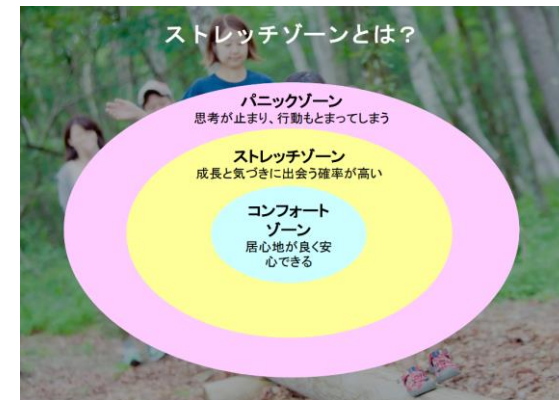 ストレッチゾーンとは？
パニックゾーン
思考が止まり、行動もとまってしまう
ストレッチゾーン
成長と気づきに出会う確率が高い
コンフォート
ゾーン
居心地が良く安
心できる